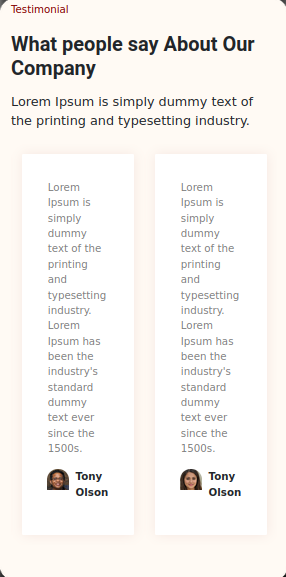 Testimonial
What people say About Our
Company
Lorem Ipsum is simply dummy text of
the printing and typesetting industry.
Lorem
Ipsum is
simply
dummy
text of the
printing
and
typesetting
industry.
Lorem
Ipsum has
been the
industry's
standard
dummy
text ever
since the
1500s.
Tony
Olson
Lorem
Ipsum is
simply
dummy
text of the
printing
and
typesetting
industry.
Lorem
Ipsum has
been the
industry's
standard
dummy
text ever
since the
1500s.
Tony
Olson